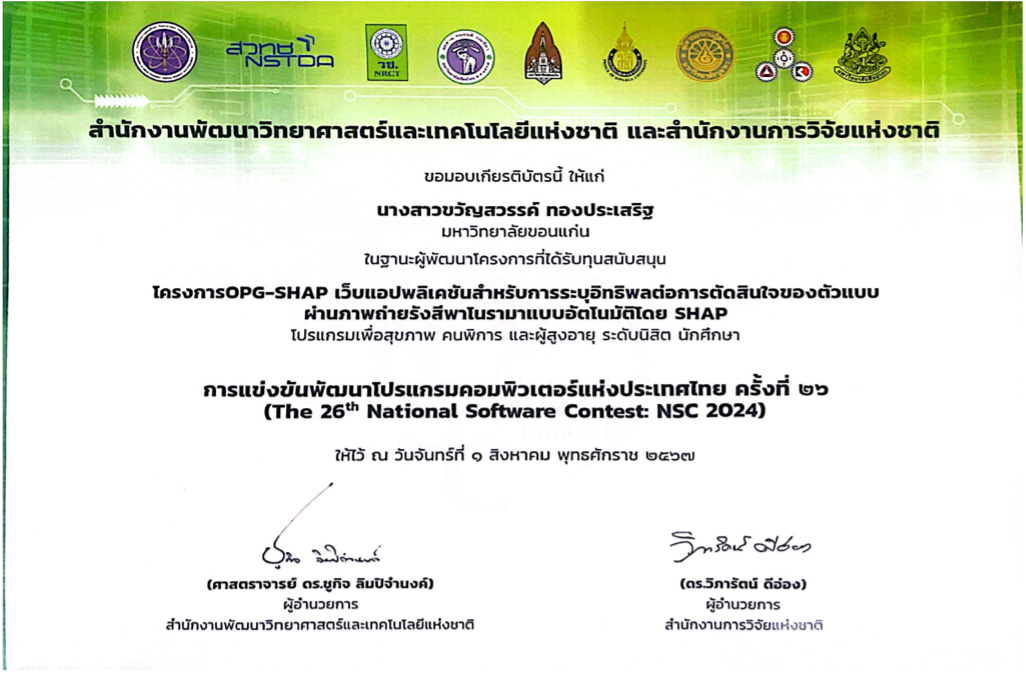 สวทช
NSTDA
วช.
NRCT
สำนักงานพัฒนาวิทยาศาสตร์และเทคโนโลยีแห่งชาติ และสำนักงานการวิจัยแห่งชาติ
ขอมอบเกียรติบัตรนี้ ให้แก่
นางสาวขวัญสวรรค์ ทองประเสริฐ
มหาวิทยาลัยขอนแก่น
ในฐานะผู้พัฒนาโครงการที่ได้รับทุนสนับสนุน
โครงการOPG-SHAP เว็บแอปพลิเคชันสำหรับการระบุอิทธิพลต่อการตัดสินใจของตัวแบบ
ผ่านภาพถ่ายรังสีพาโนรามาแบบอัตโนมัติโดย SHAP
โปรแกรมเพื่อสุขภาพ คนพิการ และผู้สูงอายุ ระดับนิสิต นักศึกษา
การแข่งขันพัฒนาโปรแกรมคอมพิวเตอร์แห่งประเทศไทย ครั้งที่ ๒๖
(The 26th National Software Contest: NSC 2024)
ให้ไว้ ณ วันจันทร์ที่ ๑ สิงหาคม พุทธศักราช ๒๕๖๗
(ศาสตราจารย์ ดร.ชูกิจ ลิมปิจำนงค์)
ผู้อำนวยการ
สำนักงานพัฒนาวิทยาศาสตร์และเทคโนโลยีแห่งชาติ
(ดร.วิภารัตน์ ดีอ่อง)
ผู้อำนวยการ
สำนักงานการวิจัยแห่งชาติ